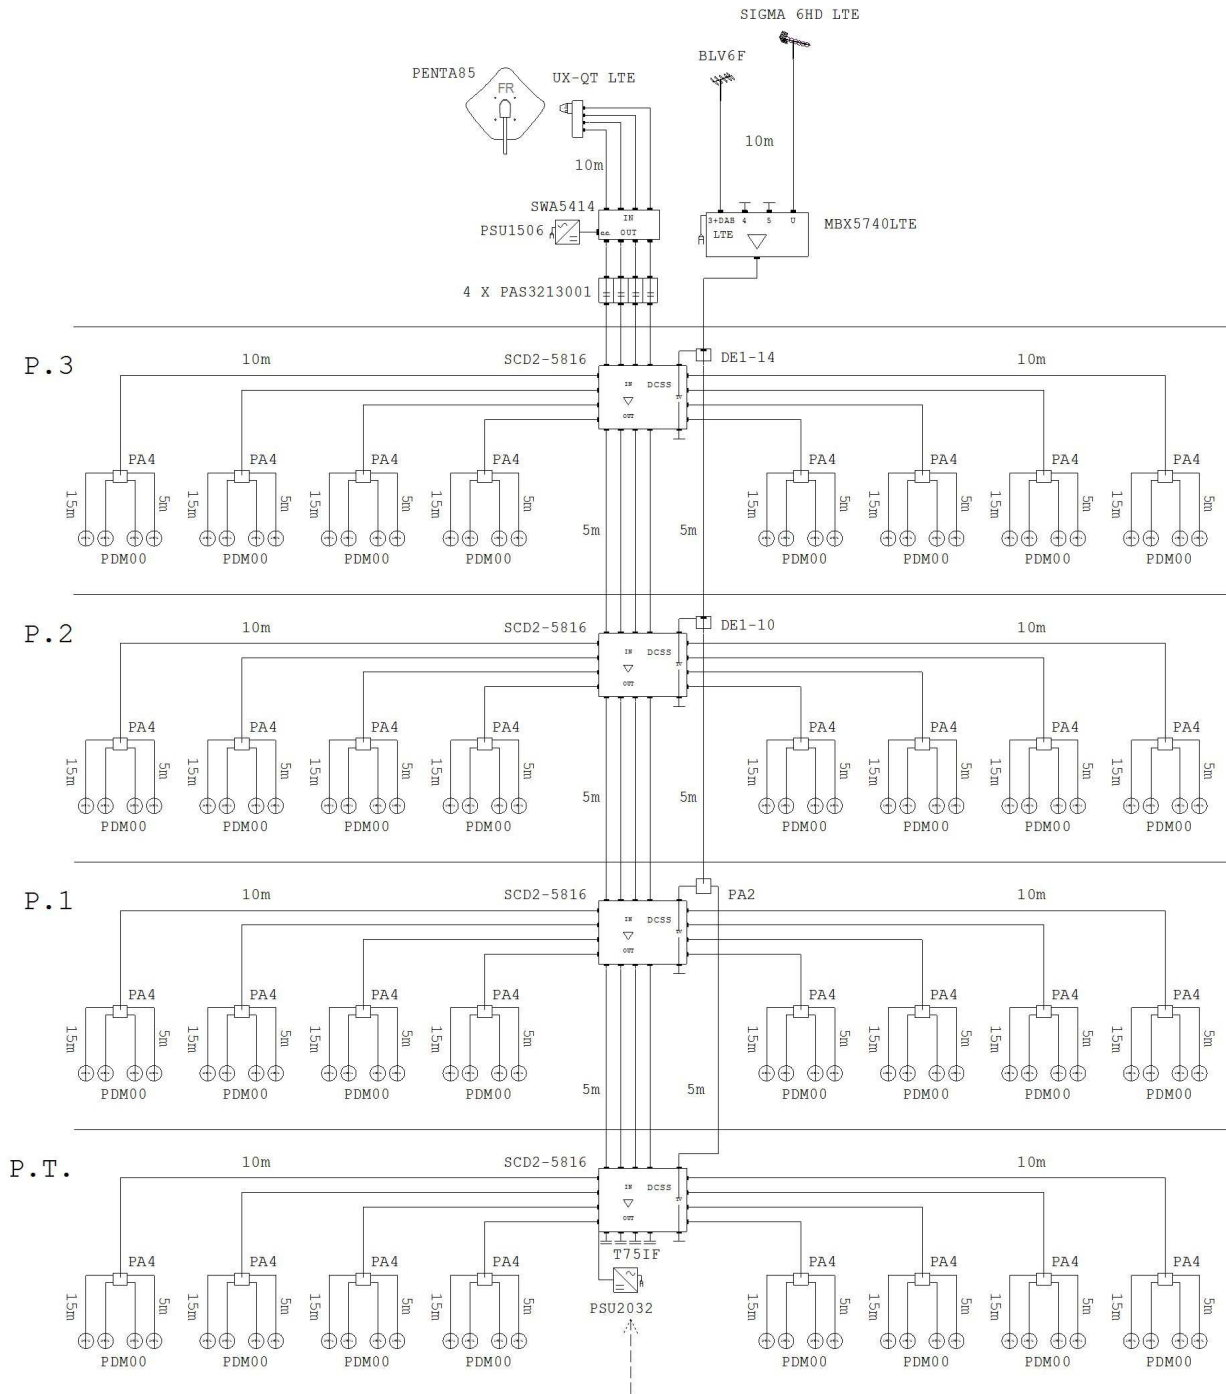 SIGMA 6HD LTE
BLV6F
PENTA85 UX-QT LTE
FR
10m
10m
SWA5414
IN
OUT
PSU1506
3+DAB 4 5 U
LTE
MBX5740LTE
4 X PAS3213001
P.3
10m SCD2-5816 DE1-14 10m
IN DCSS
TV
OUT
PA4 PA4 PA4 PA4 PA4 PA4 PA4 PA4
15m 5m 15m 5m 15m 5m 15m 5m 15m 5m 15m 5m 15m 5m 15m 5m
5m 5m
PDM00 PDM00 PDM00 PDM00 PDM00 PDM00 PDM00 PDM00
P.2
10m SCD2-5816 DE1-10 10m
IN DCSS
TV
OUT
PA4 PA4 PA4 PA4 PA4 PA4 PA4 PA4
15m 5m 15m 5m 15m 5m 15m 5m 15m 5m 15m 5m 15m 5m 15m 5m
5m 5m
PDM00 PDM00 PDM00 PDM00 PDM00 PDM00 PDM00 PDM00
P.1
10m SCD2-5816 PA2 10m
IN DCSS
TV
OUT
PA4 PA4 PA4 PA4 PA4 PA4 PA4 PA4
15m 5m 15m 5m 15m 5m 15m 5m 15m 5m 15m 5m 15m 5m 15m 5m
5m 5m
PDM00 PDM00 PDM00 PDM00 PDM00 PDM00 PDM00 PDM00
P.T.
10m SCD2-5816 10m
IN DCSS
TV
OUT
T75IF
PA4 PA4 PA4 PA4 PA4 PA4 PA4 PA4
15m 5m 15m 5m 15m 5m 15m 5m 15m 5m 15m 5m 15m 5m 15m 5m
PSU2032
PDM00 PDM00 PDM00 PDM00 PDM00 PDM00 PDM00 PDM00